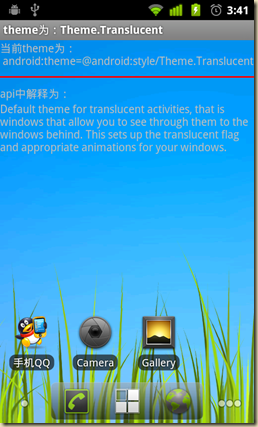 3:41
theme为：Theme.Translucent
当前theme为：
android:theme=@android:style/Theme.Translucent
api中解释为：
Default theme for translucent activities, that is
windows that allow you to see through them to the
windows behind. This sets up the translucent flag
and appropriate animations for your windows.
手机QQ Camera Gallery